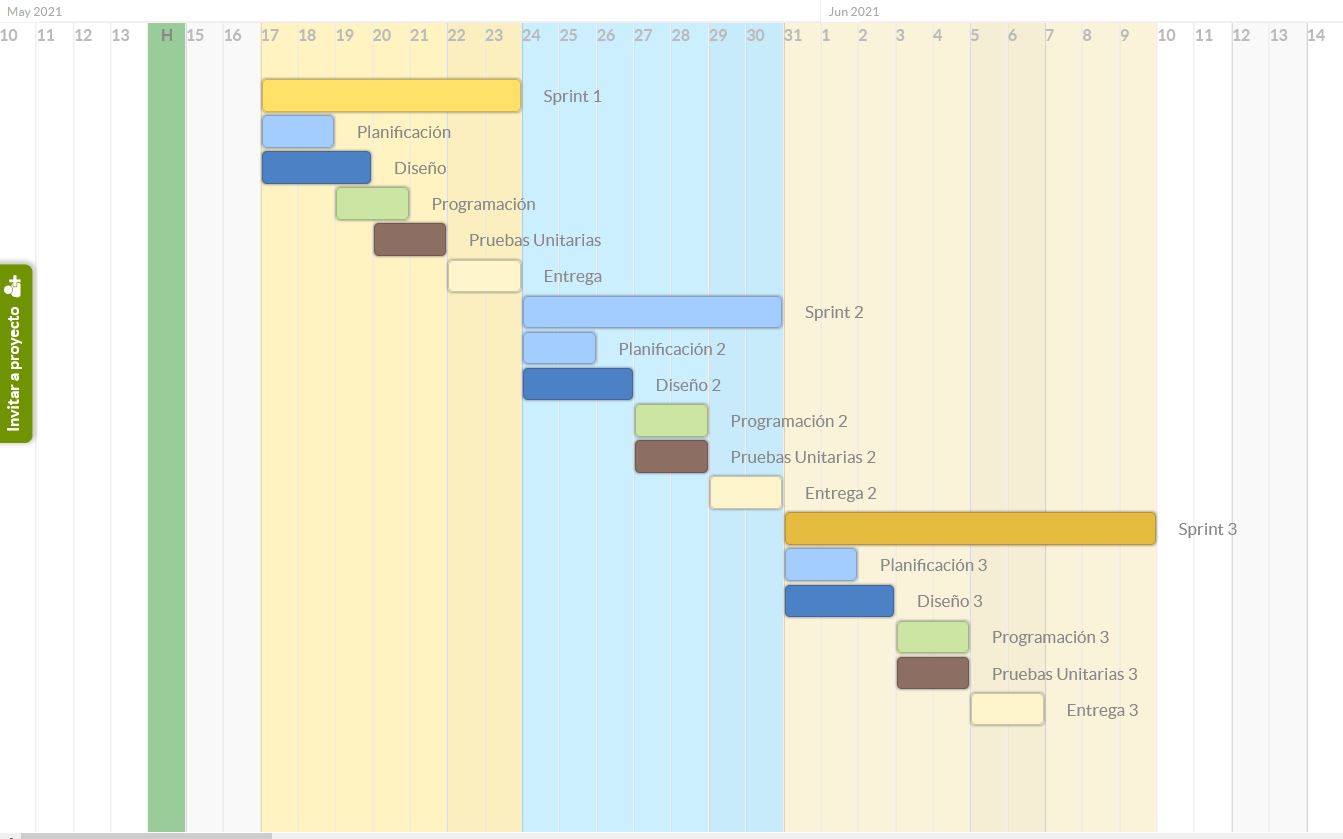 May 2021 Jun 2021
10 11 12 13 H 15 16 17 18 19 20 21 22 23 24 25 26 27 28 29 30 31 1 2 3 4 5 6 7 8 9 10 11 12 13 14
Sprint 1
Planificación
Diseño
Programación
Pruebas Unitarias
Entrega
Sprint 2
Invitar a proyecto
Planificación 2
Diseño 2
Programación 2
Pruebas Unitarias 2
Entrega 2
Sprint 3
Planificación 3
Diseño 3
Programación 3
Pruebas Unitarias 3
Entrega 3